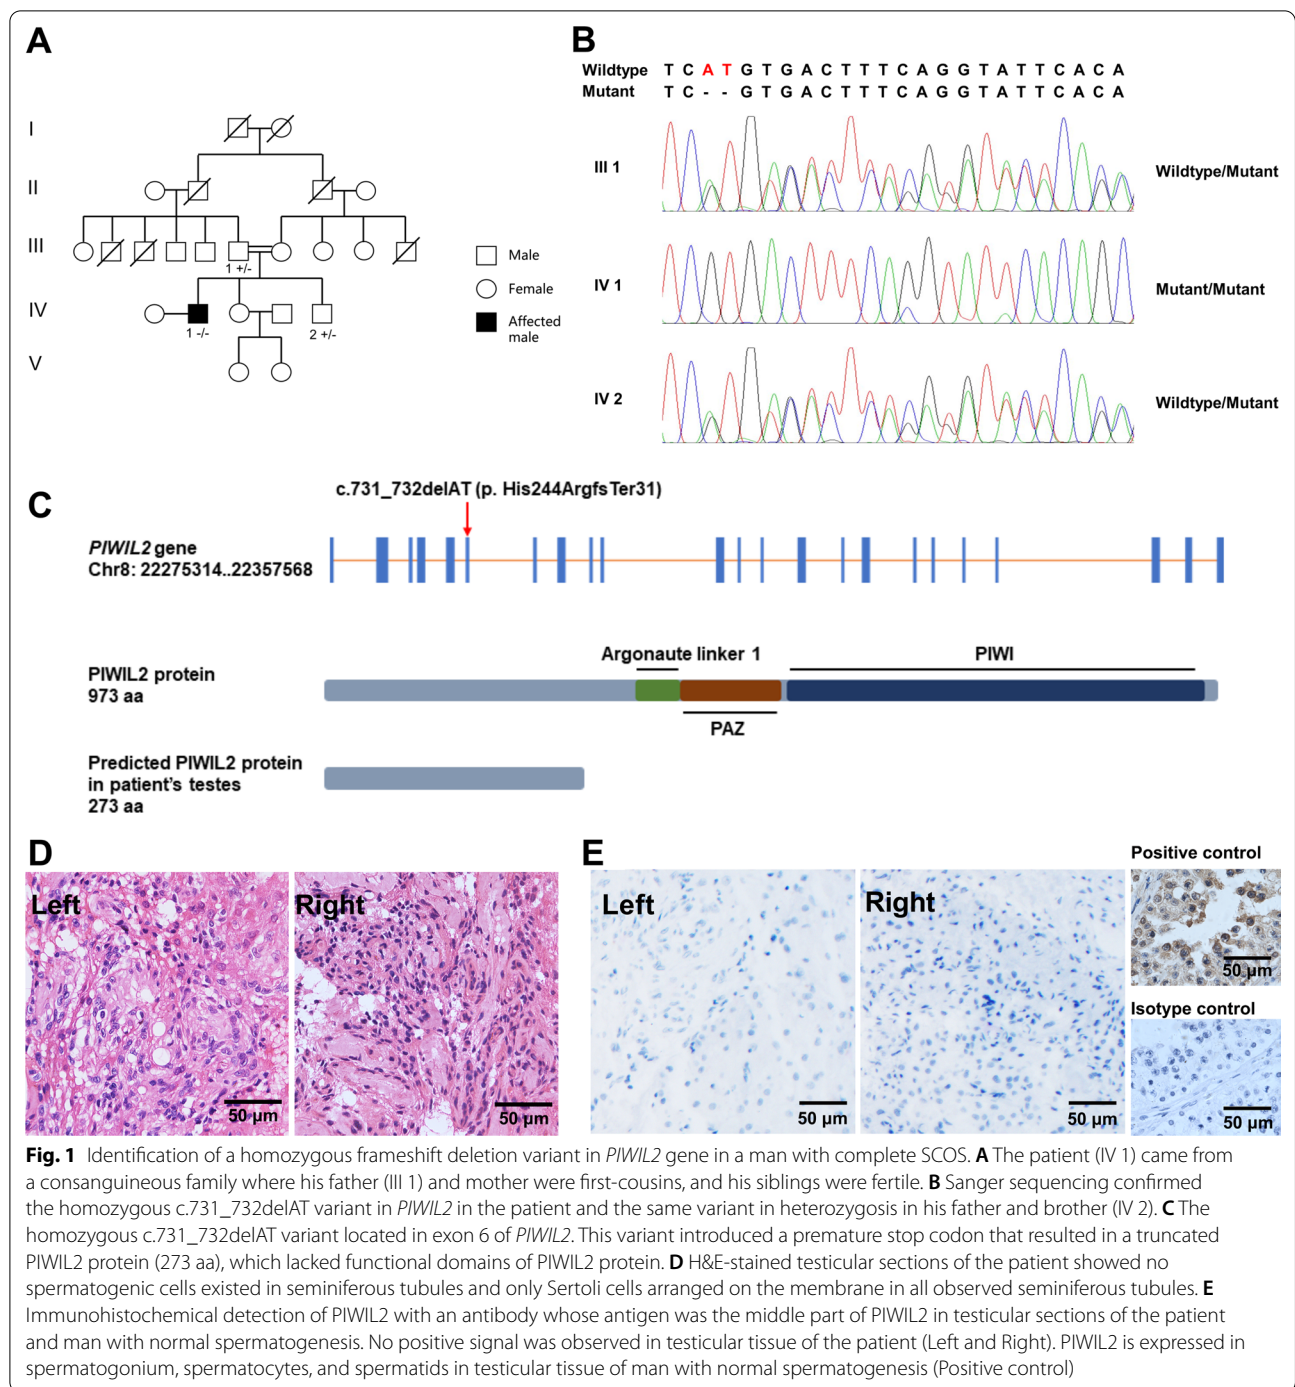 A
I
II
III
1 +/-
IV
1 -/-
2 +/-
V
Male
Female
Affected
male
B
Wildtype T C A T G T G A C T T T C A G G T A T T C A C A
Mutant T C - - G T G A C T T T C A G G T A T T C A C A
III 1
Wildtype/Mutant
IV 1
Mutant/Mutant
IV 2
Wildtype/Mutant
C
c.731_732delAT (p. His244ArgfsTer31)
PIWIL2 gene
Chr8: 22275314..22357568
Argonaute linker 1
PIWI
PIWIL2 protein
973 aa
PAZ
Predicted PIWIL2 protein
in patient's testes
273 aa
D
Left
50 μm
Right
50 μm
E
Left
50 μm
Right
50 μm
Positive control
50 μm
Isotype control
50 μm
Fig. 1 Identification of a homozygous frameshift deletion variant in PIWIL2 gene in a man with complete SCOS. A The patient (IV 1) came from
a consanguineous family where his father (III 1) and mother were first-cousins, and his siblings were fertile. B Sanger sequencing confirmed
the homozygous c.731_732delAT variant in PIWIL2 in the patient and the same variant in heterozygosis in his father and brother (IV 2). C The
homozygous c.731_732delAT variant located in exon 6 of PIWIL2. This variant introduced a premature stop codon that resulted in a truncated
PIWIL2 protein (273 aa), which lacked functional domains of PIWIL2 protein. D H&E-stained testicular sections of the patient showed no
spermatogenic cells existed in seminiferous tubules and only Sertoli cells arranged on the membrane in all observed seminiferous tubules. E
Immunohistochemical detection of PIWIL2 with an antibody whose antigen was the middle part of PIWIL2 in testicular sections of the patient
and man with normal spermatogenesis. No positive signal was observed in testicular tissue of the patient (Left and Right). PIWIL2 is expressed in
spermatogonium, spermatocytes, and spermatids in testicular tissue of man with normal spermatogenesis (Positive control)